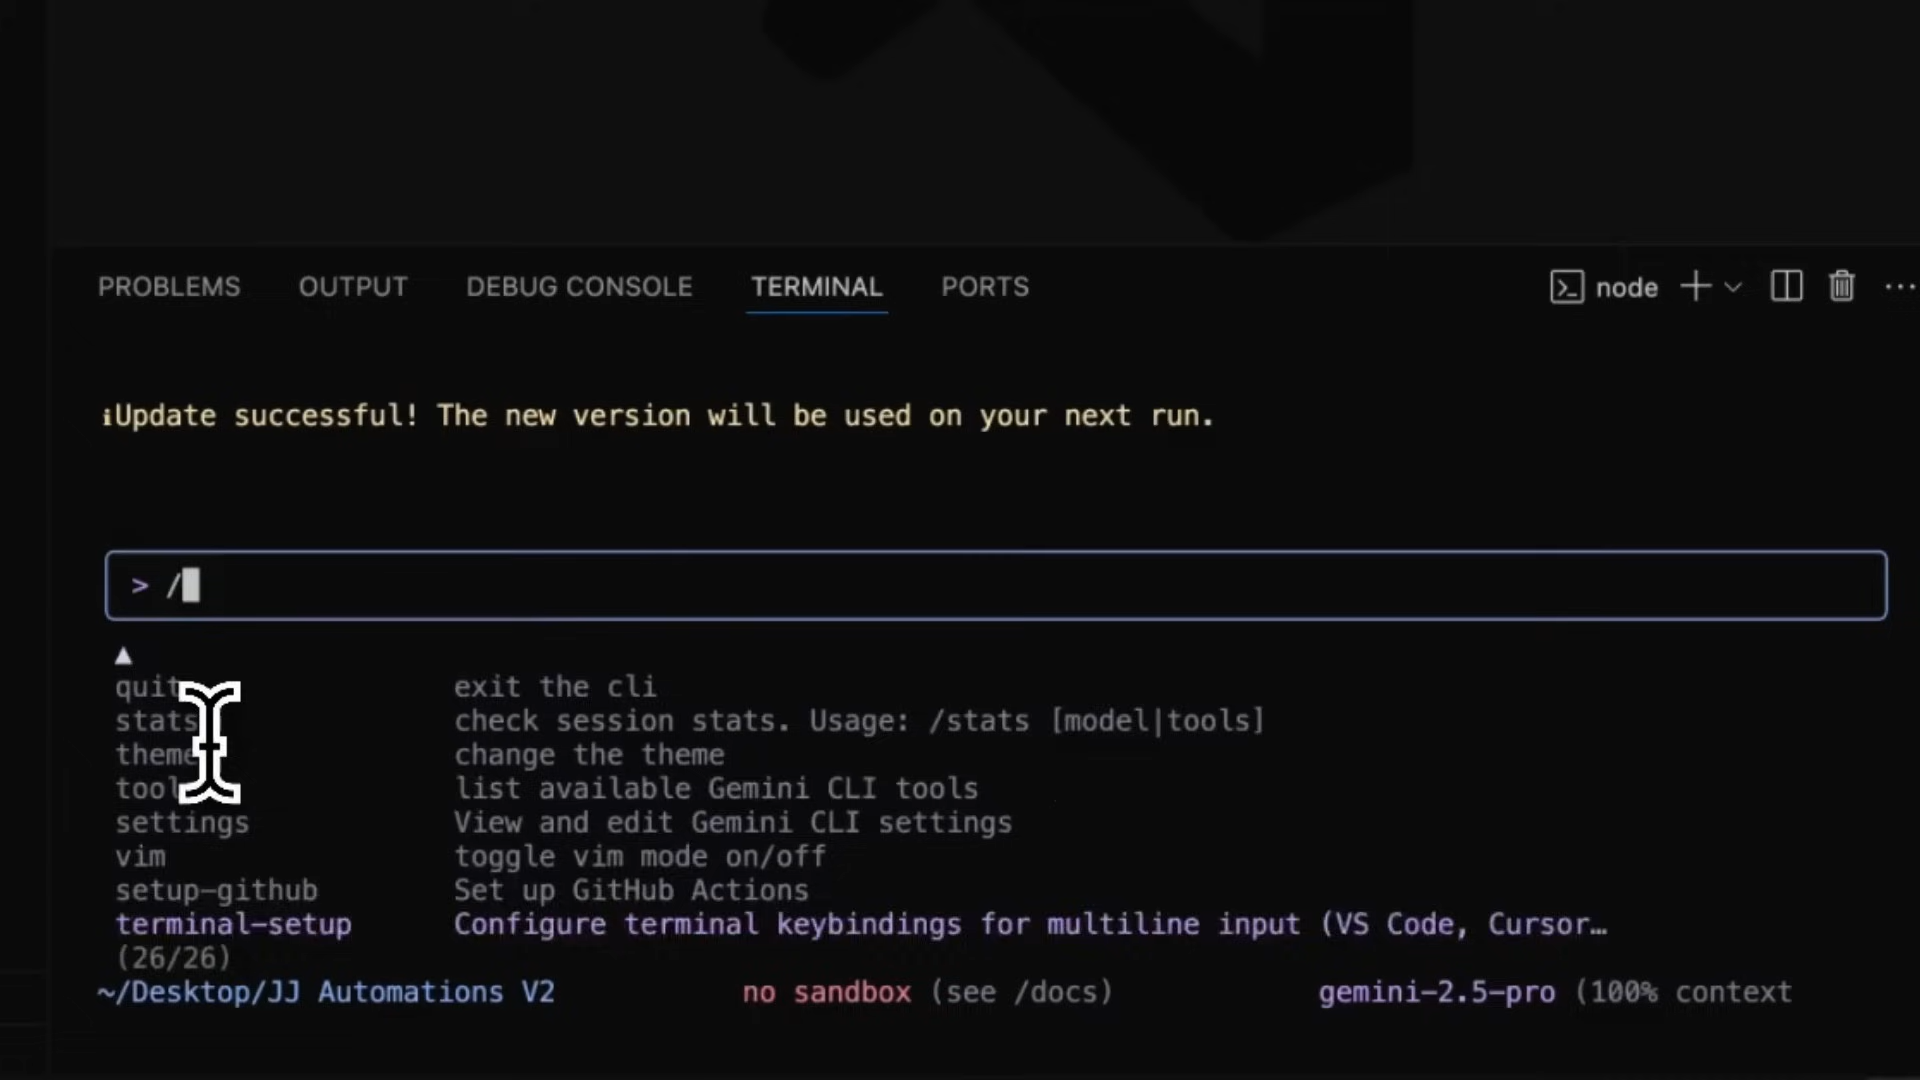 PROBLEMS OUTPUT DEBUG CONSOLE TERMINAL PORTS node
Update successful! The new version will be used on your next run.
> /
▲
quit exit the cli
stats check session stats. Usage: /stats [model|tools]
theme change the theme
tool list available Gemini CLI tools
settings View and edit Gemini CLI settings
vim toggle vim mode on/off
setup-github Set up GitHub Actions
terminal-setup Configure terminal keybindings for multiline input (VS Code, Cursor…
(26/26)
~/Desktop/JJ Automations V2 no sandbox (see /docs) gemini-2.5-pro (100% context